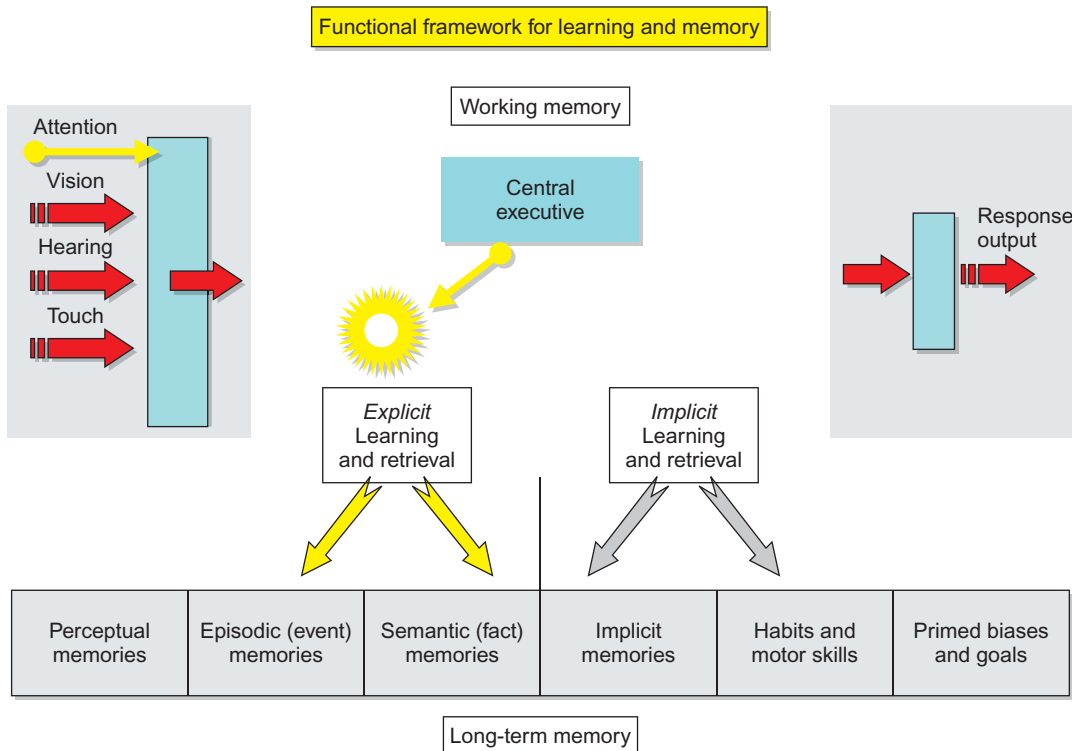 Functional framework for learning and memory
Working memory
Attention
Vision
Hearing
Touch
Central
executive
Response
output
Explicit
Learning
and retrieval
Implicit
Learning
and retrieval
Perceptual
memories
Episodic (event)
memories
Semantic (fact)
memories
Implicit
memories
Habits and
motor skills
Primed biases
and goals
Long-term memory